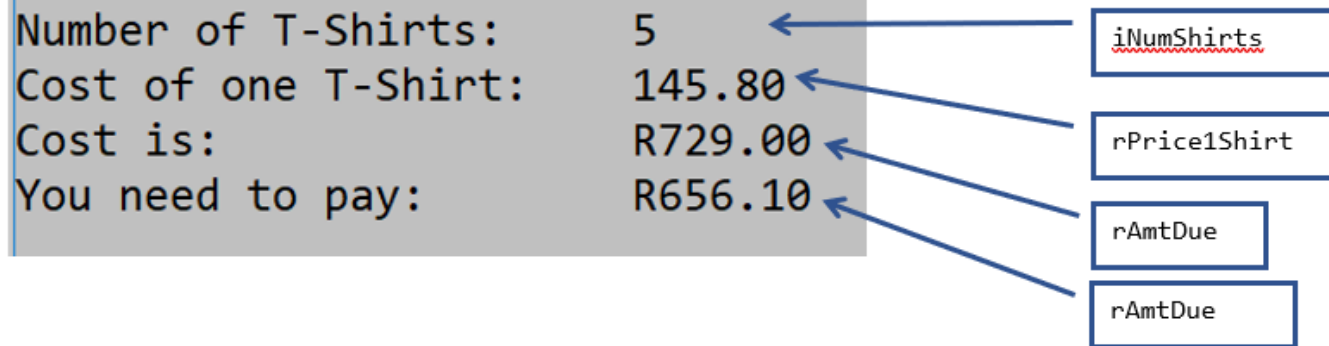 Number of T-Shirts: 5
iNumShirts
Cost of one T-Shirt: 145.80
rPrice1Shirt
Cost is: R729.00
rAmtDue
You need to pay: R656.10
rAmtDue